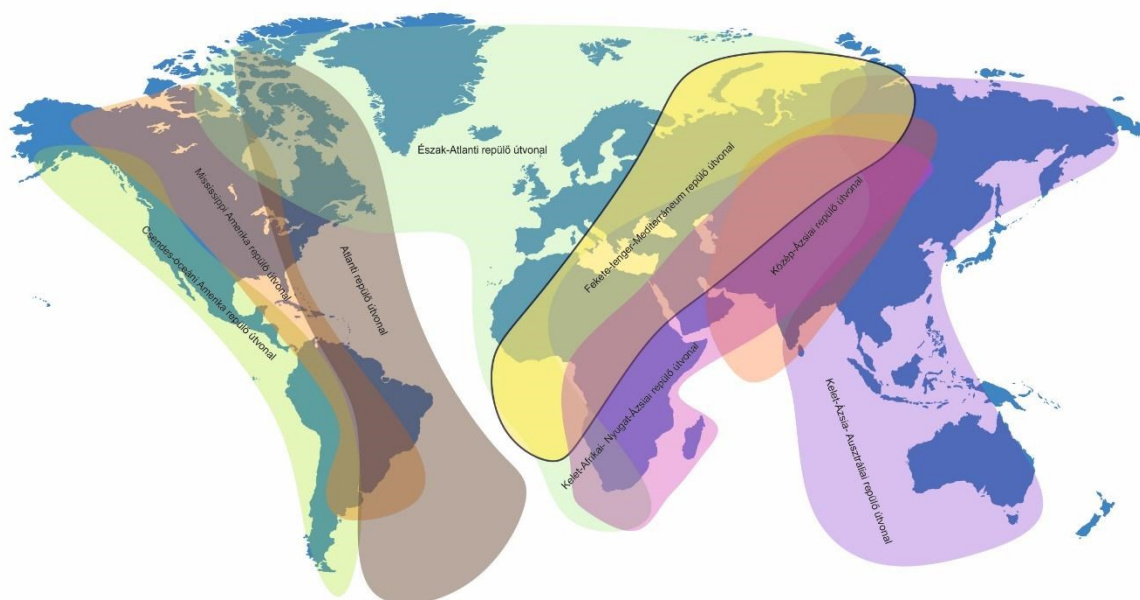 Észak-Atlanti repülő útvonal
Mississippi Amerika repülő útvonal
Csendes-óceáni Amerika repülő útvonal
Atlanti repülő útvonal
Fekete-tenger-Mediterráneum repülő útvonal
Közép-Ázsiai repülő útvonal
Kelet-Afrikai- Nyugat-Ázsiai repülő útvonal
Kelet-Ázsia- Ausztráliai repülő útvonal